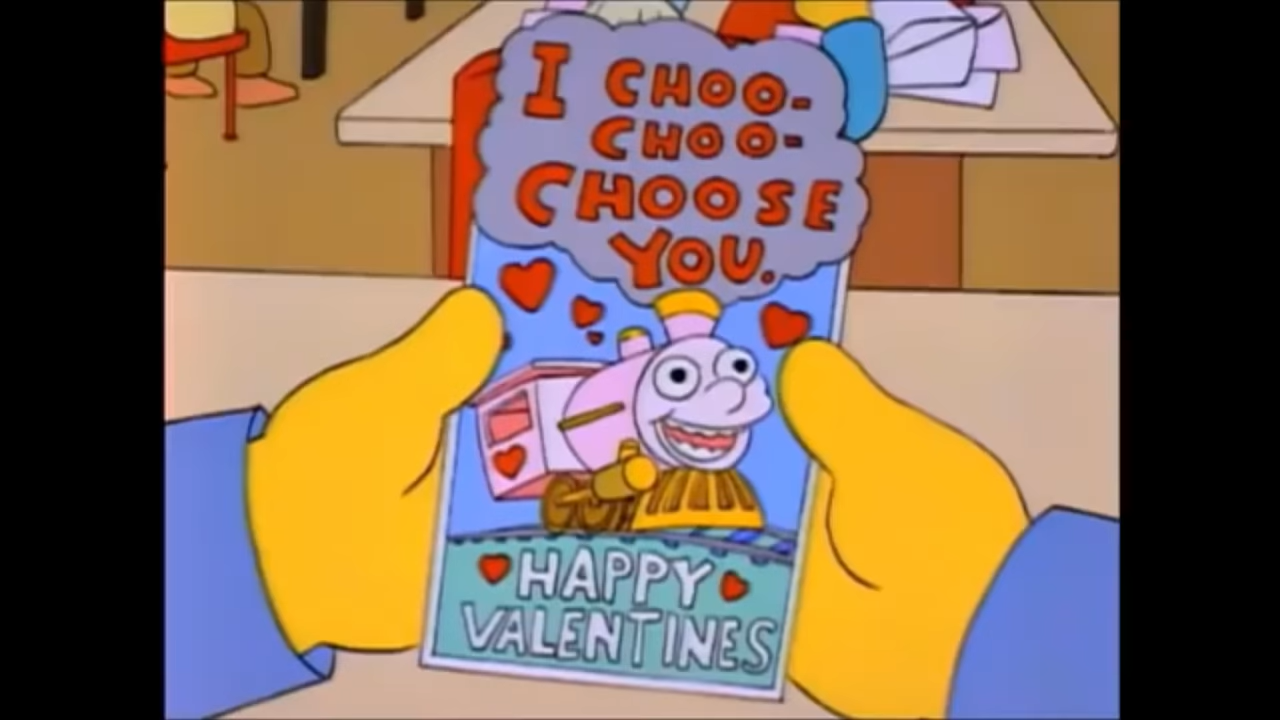 I CHOO-
CHOO-
CHOOSE
YOU.
HAPPY
VALENTINES